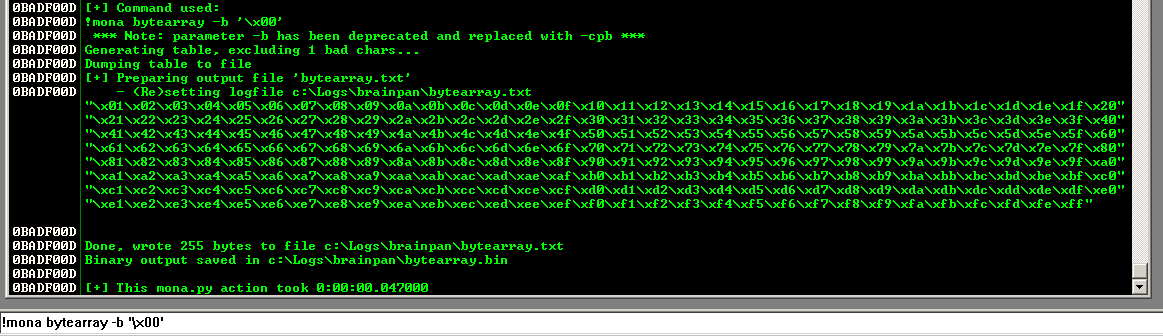 0BADF00D [+] Command used:
0BADF00D !mona bytearray -b '\x00'
0BADF00D  *** Note: parameter -b has been deprecated and replaced with -cpb ***
0BADF00D Generating table, excluding 1 bad chars...
0BADF00D Dumping table to file
0BADF00D [+] Preparing output file 'bytearray.txt'
0BADF00D     - (Re)setting logfile c:\Logs\brainpan\bytearray.txt
"\x01\x02\x03\x04\x05\x06\x07\x08\x09\x0a\x0b\x0c\x0d\x0e\x0f\x10\x11\x12\x13\x14\x15\x16\x17\x18\x19\x1a\x1b\x1c\x1d\x1e\x1f\x20"
"\x21\x22\x23\x24\x25\x26\x27\x28\x29\x2a\x2b\x2c\x2d\x2e\x2f\x30\x31\x32\x33\x34\x35\x36\x37\x38\x39\x3a\x3b\x3c\x3d\x3e\x3f\x40"
"\x41\x42\x43\x44\x45\x46\x47\x48\x49\x4a\x4b\x4c\x4d\x4e\x4f\x50\x51\x52\x53\x54\x55\x56\x57\x58\x59\x5a\x5b\x5c\x5d\x5e\x5f\x60"
"\x61\x62\x63\x64\x65\x66\x67\x68\x69\x6a\x6b\x6c\x6d\x6e\x6f\x70\x71\x72\x73\x74\x75\x76\x77\x78\x79\x7a\x7b\x7c\x7d\x7e\x7f\x80"
"\x81\x82\x83\x84\x85\x86\x87\x88\x89\x8a\x8b\x8c\x8d\x8e\x8f\x90\x91\x92\x93\x94\x95\x96\x97\x98\x99\x9a\x9b\x9c\x9d\x9e\x9f\xa0"
"\xa1\xa2\xa3\xa4\xa5\xa6\xa7\xa8\xa9\xaa\xab\xac\xad\xae\xaf\xb0\xb1\xb2\xb3\xb4\xb5\xb6\xb7\xb8\xb9\xba\xbb\xbc\xbd\xbe\xbf\xc0"
"\xc1\xc2\xc3\xc4\xc5\xc6\xc7\xc8\xc9\xca\xcb\xcc\xcd\xce\xcf\xd0\xd1\xd2\xd3\xd4\xd5\xd6\xd7\xd8\xd9\xda\xdb\xdc\xdd\xde\xdf\xe0"
"\xe1\xe2\xe3\xe4\xe5\xe6\xe7\xe8\xe9\xea\xeb\xec\xed\xee\xef\xf0\xf1\xf2\xf3\xf4\xf5\xf6\xf7\xf8\xf9\xfa\xfb\xfc\xfd\xfe\xff"
0BADF00D
0BADF00D Done, wrote 255 bytes to file c:\Logs\brainpan\bytearray.txt
0BADF00D Binary output saved in c:\Logs\brainpan\bytearray.bin
0BADF00D
0BADF00D [+] This mona.py action took 0:00:00.047000
!mona bytearray -b '\x00'